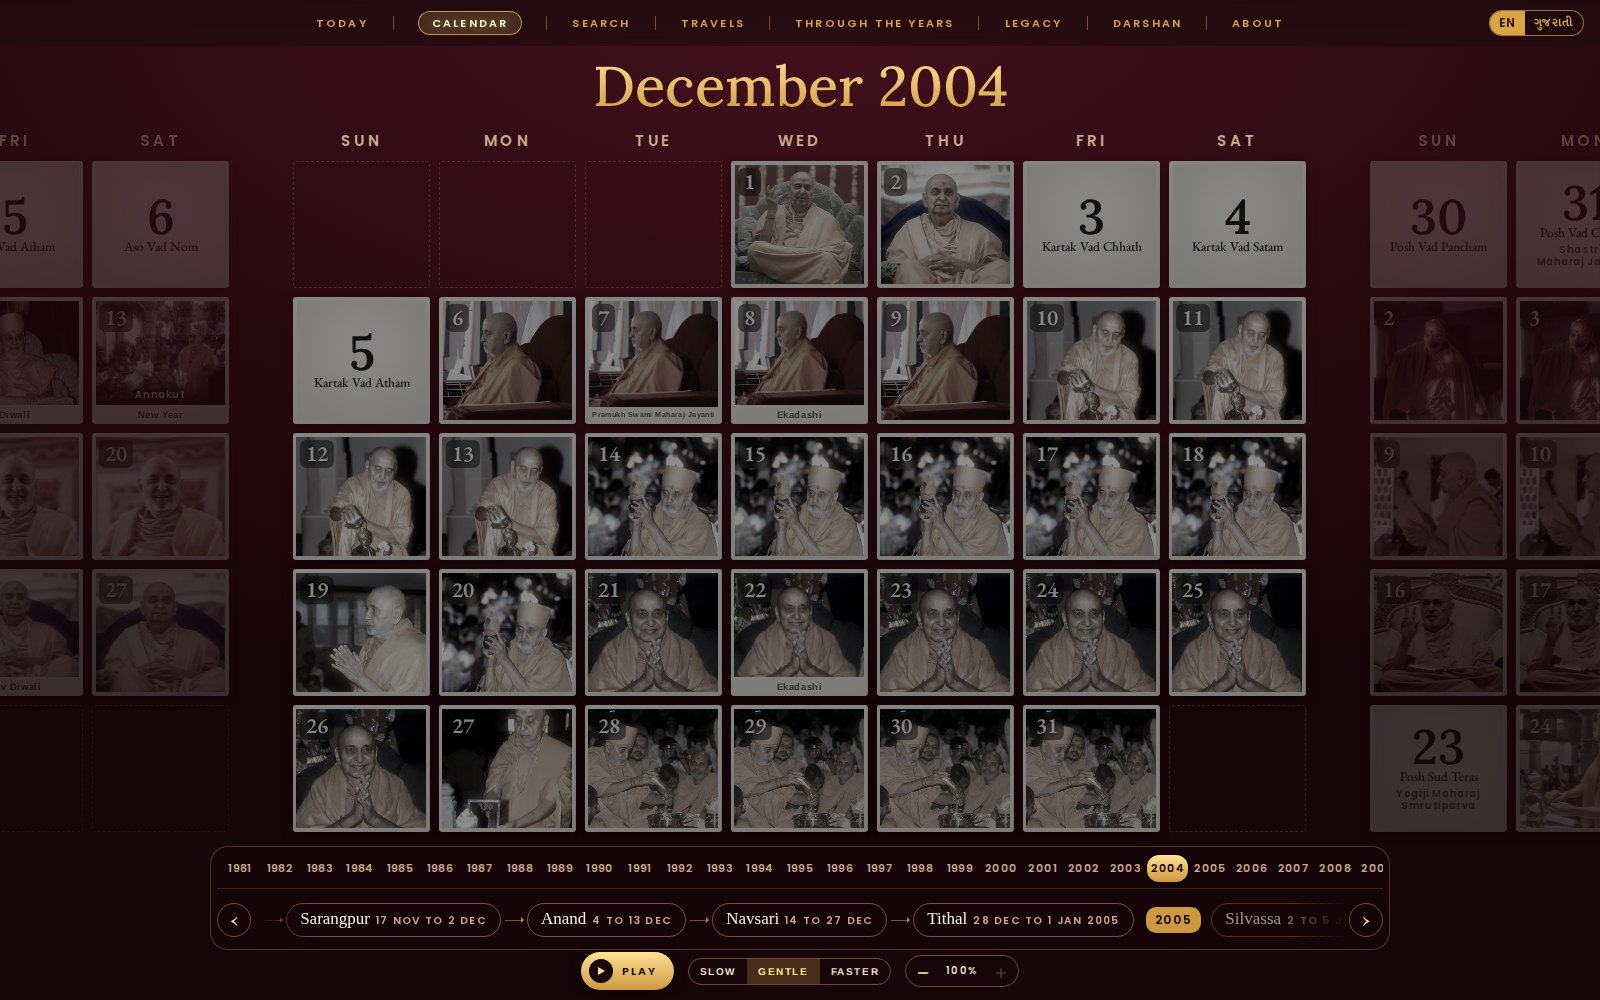 TODAY CALENDAR SEARCH TRAVELS THROUGH THE YEARS LEGACY DARSHAN ABOUT EN ગુજરાતી
December 2004
FRI SAT SUN MON TUE WED THU FRI SAT SUN MON
5 6 1 2 3 4 30 31
Vad Atham Aso Vad Nom Kartak Vad Chhath Kartak Vad Satam Posh Vad Pancham Posh Vad
Maharaj
13 5 6 7 8 9 10 11 2 3
Kartak Vad Atham
Annakut
Diwali New Year Pramukh Swami Maharaj Jayanti Ekadashi
20 12 13 14 15 16 17 18 9 10
27 19 20 21 22 23 24 25 16 17
Diwali Ekadashi
26 27 28 29 30 31 23 24
Posh Sud Teras
Yogiji Maharaj
Smrutiparva
1981 1982 1983 1984 1985 1986 1987 1988 1989 1990 1991 1992 1993 1994 1995 1996 1997 1998 1999 2000 2001 2002 2003 2004 2005 2006 2007 2008 200
Sarangpur 17 NOV TO 2 DEC Anand 4 TO 13 DEC Navsari 14 TO 27 DEC Tithal 28 DEC TO 1 JAN 2005 2005 Silvassa 2 TO 5
PLAY SLOW GENTLE FASTER − 100% +